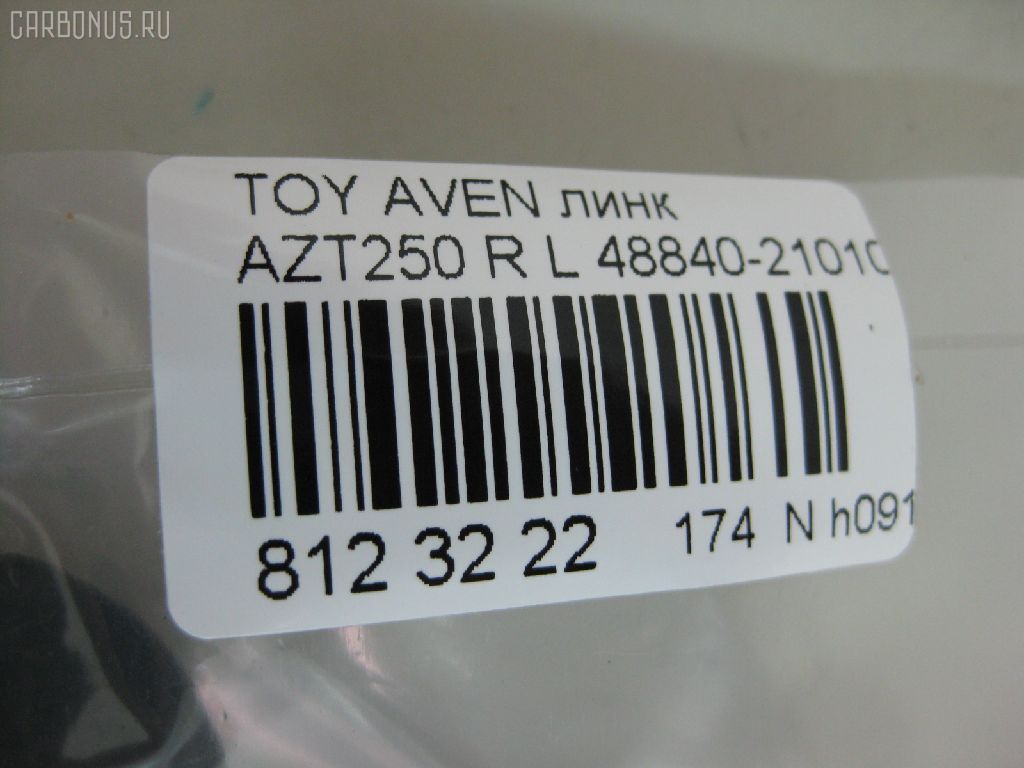 CARBONUS.RU
TOY AVEN линк
AZT250 R L 48840-21010
812 32 22 174 N h091